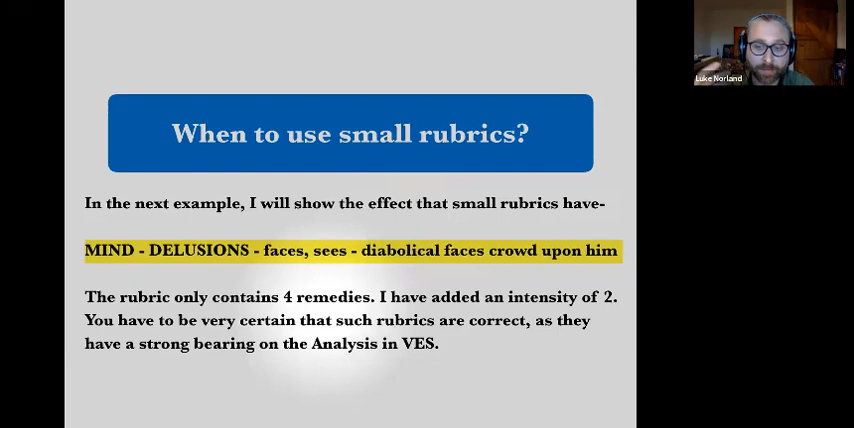 When to use small rubrics?
Luke Norland
In the next example, I will show the effect that small rubrics have-
MIND - DELUSIONS - faces, sees - diabolical faces crowd upon him
The rubric only contains 4 remedies. I have added an intensity of 2.
You have to be very certain that such rubrics are correct, as they
have a strong bearing on the Analysis in VES.